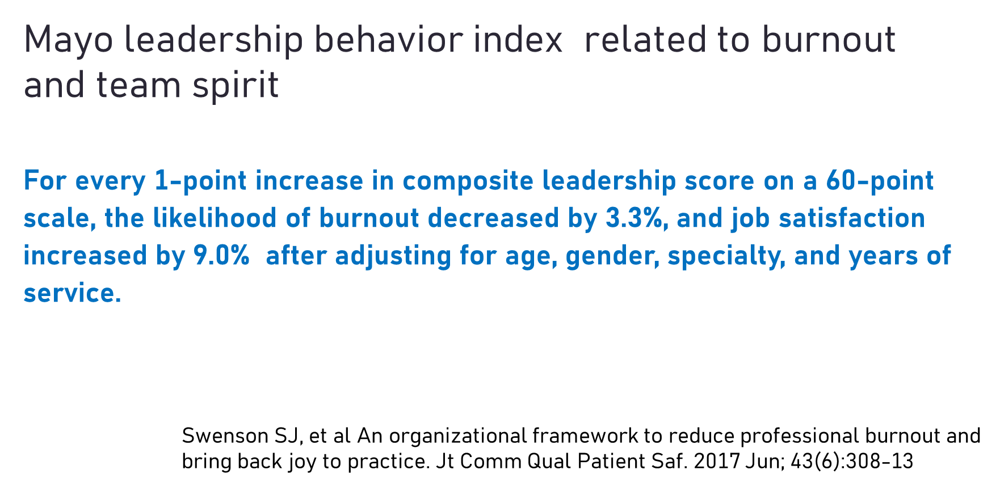 Mayo leadership behavior index  related to burnout
and team spirit
For every 1-point increase in composite leadership score on a 60-point
scale, the likelihood of burnout decreased by 3.3%, and job satisfaction
increased by 9.0%  after adjusting for age, gender, specialty, and years of
service.
Swenson SJ, et al An organizational framework to reduce professional burnout and
bring back joy to practice. Jt Comm Qual Patient Saf. 2017 Jun; 43(6):308-13